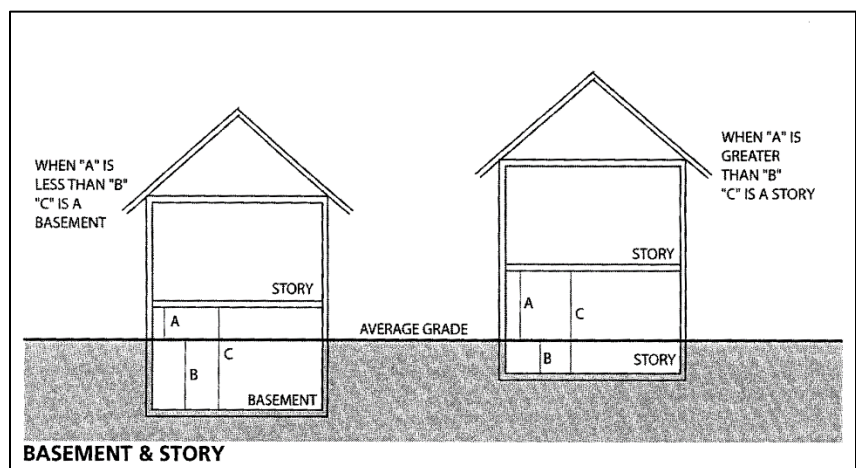 WHEN "A" IS
LESS THAN "B"
"C" IS A
BASEMENT
STORY
A
B
C
BASEMENT
AVERAGE GRADE
WHEN "A" IS
GREATER
THAN "B"
"C" IS A STORY
STORY
A
C
B
STORY
BASEMENT & STORY